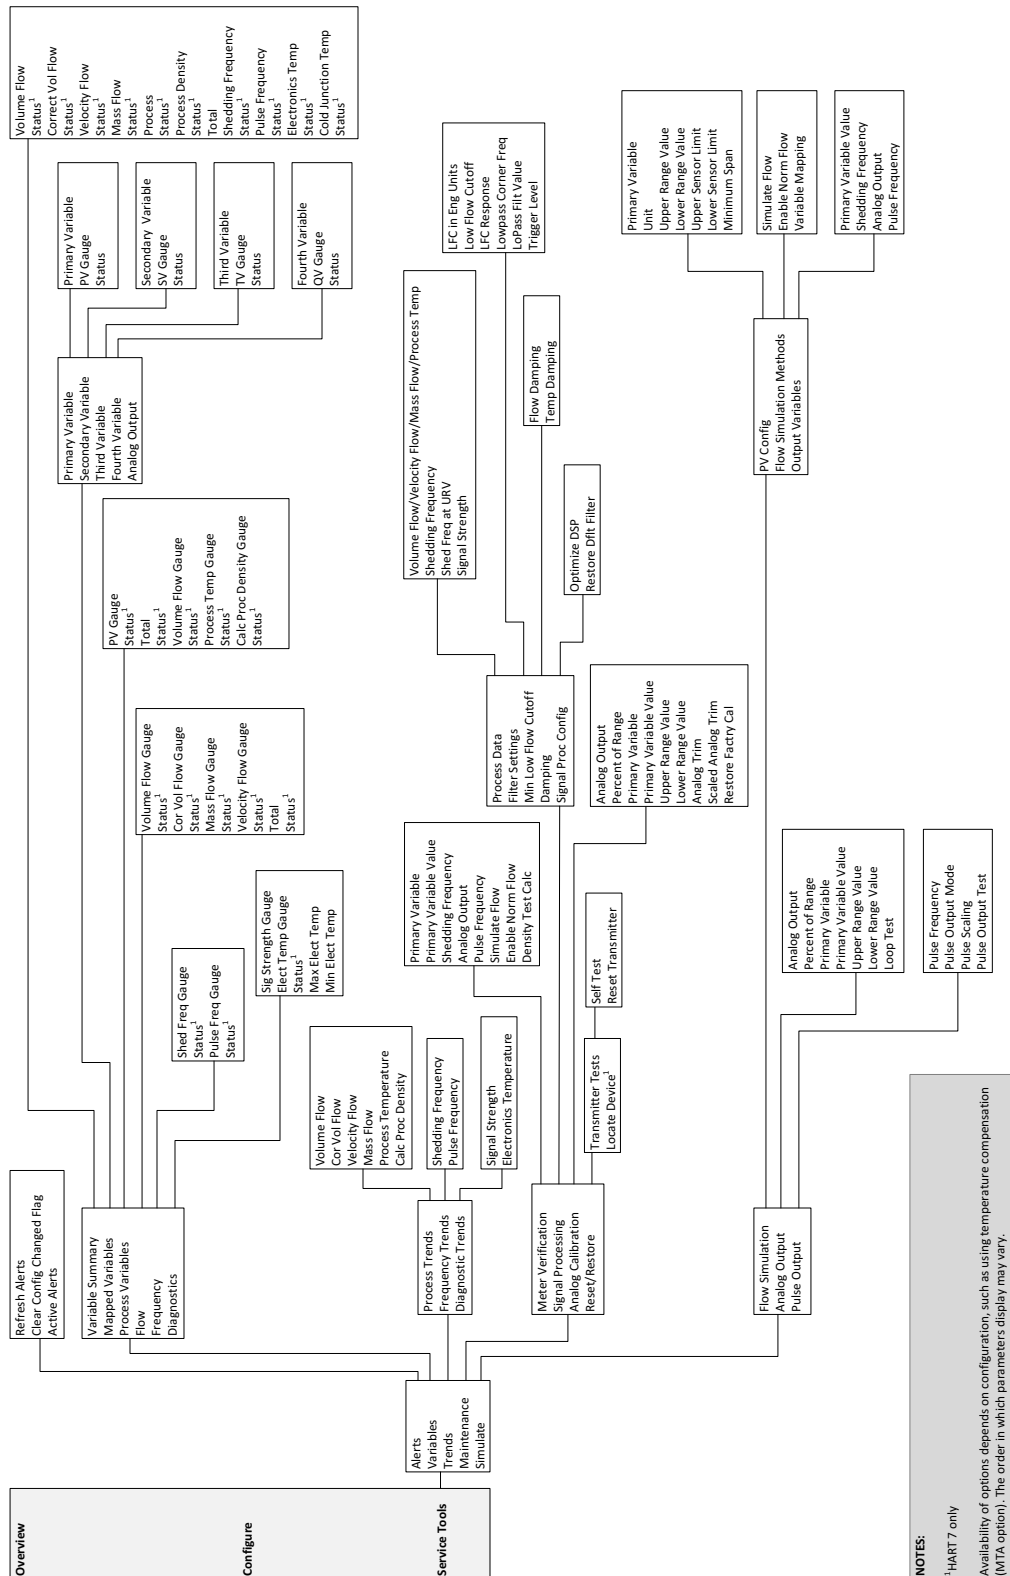 Overview
Configure
Service Tools
Alerts
Variables
Trends
Maintenance
Simulate
Refresh Alerts
Clear Config Changed Flag
Active Alerts
Variable Summary
Mapped Variables
Process Variables
Flow
Frequency
Diagnostics
Volume Flow
Status¹
Correct Vol Flow
Status¹
Velocity Flow
Status¹
Mass Flow
Status¹
Process
Status¹
Process Density
Status¹
Total
Shedding Frequency
Status¹
Pulse Frequency
Status¹
Electronics Temp
Status¹
Cold Junction Temp
Status¹
Primary Variable
Secondary Variable
Third Variable
Fourth Variable
Analog Output
Primary Variable
PV Gauge
Status
Secondary Variable
SV Gauge
Status
Third Variable
TV Gauge
Status
Fourth Variable
QV Gauge
Status
PV Gauge
Status¹
Total
Status¹
Volume Flow Gauge
Status¹
Process Temp Gauge
Status¹
Calc Proc Density Gauge
Status¹
Volume Flow Gauge
Status¹
Cor Vol Flow Gauge
Status¹
Mass Flow Gauge
Status¹
Velocity Flow Gauge
Status¹
Total
Status¹
Shed Freq Gauge
Status¹
Pulse Freq Gauge
Status¹
Sig Strength Gauge
Elect Temp Gauge
Status¹
Max Elect Temp
Min Elect Temp
Process Trends
Frequency Trends
Diagnostic Trends
Volume Flow
Cor Vol Flow
Velocity Flow
Mass Flow
Process Temperature
Calc Proc Density
Shedding Frequency
Pulse Frequency
Signal Strength
Electronics Temperature
Meter Verification
Signal Processing
Analog Calibration
Reset/Restore
Primary Variable
Primary Variable Value
Shedding Frequency
Analog Output
Pulse Frequency
Simulate Flow
Enable Norm Flow
Density Test Calc
Process Data
Filter Settings
Min Low Flow Cutoff
Damping
Signal Proc Config
Volume Flow/Velocity Flow/Mass Flow/Process Temp
Shedding Frequency
Shed Freq at URV
Signal Strength
LFC in Eng Units
Low Flow Cutoff
LFC Response
Lowpass Corner Freq
LoPass Filt Value
Trigger Level
Flow Damping
Temp Damping
Optimize DSP
Restore Dflt Filter
Analog Output
Percent of Range
Primary Variable
Primary Variable Value
Upper Range Value
Lower Range Value
Analog Trim
Scaled Analog Trim
Restore Factry Cal
Transmitter Tests
Locate Device¹
Self Test
Reset Transmitter
Flow Simulation
Analog Output
Pulse Output
PV Config
Flow Simulation Methods
Output Variables
Primary Variable
Unit
Upper Range Value
Lower Range Value
Upper Sensor Limit
Lower Sensor Limit
Minimum Span
Simulate Flow
Enable Norm Flow
Variable Mapping
Primary Variable Value
Shedding Frequency
Analog Output
Pulse Frequency
Analog Output
Percent of Range
Primary Variable
Primary Variable Value
Upper Range Value
Lower Range Value
Loop Test
Pulse Frequency
Pulse Output Mode
Pulse Scaling
Pulse Output Test
NOTES:
¹HART 7 only
Availability of options depends on configuration, such as using temperature compensation
(MTA option). The order in which parameters display may vary.